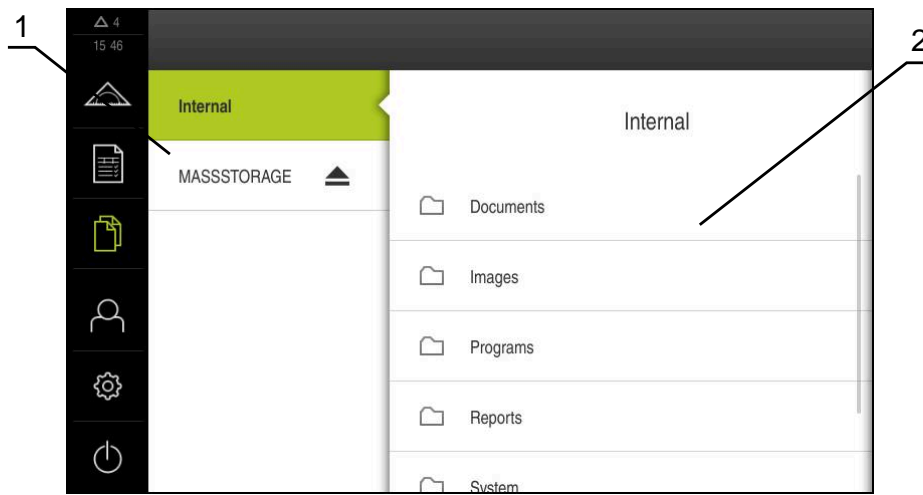 1
2
4
15 46
Internal
MASSSTORAGE
Internal
Documents
Images
Programs
Reports
System